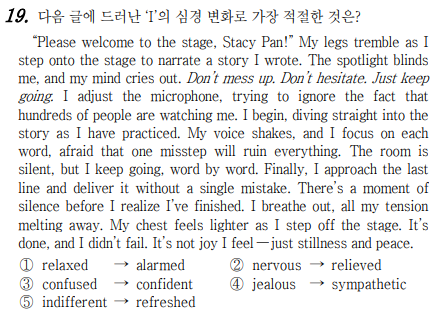 19. 다음 글에 드러난 ‘I’의 심경 변화로 가장 적절한 것은?
“Please welcome to the stage, Stacy Pan!” My legs tremble as I
step onto the stage to narrate a story I wrote. The spotlight blinds
me, and my mind cries out. Don't mess up. Don't hesitate. Just keep
going. I adjust the microphone, trying to ignore the fact that
hundreds of people are watching me. I begin, diving straight into the
story as I have practiced. My voice shakes, and I focus on each
word, afraid that one misstep will ruin everything. The room is
silent, but I keep going, word by word. Finally, I approach the last
line and deliver it without a single mistake. There's a moment of
silence before I realize I've finished. I breathe out, all my tension
melting away. My chest feels lighter as I step off the stage. It's
done, and I didn't fail. It's not joy I feel — just stillness and peace.
① relaxed → alarmed ② nervous → relieved
③ confused → confident ④ jealous → sympathetic
⑤ indifferent → refreshed